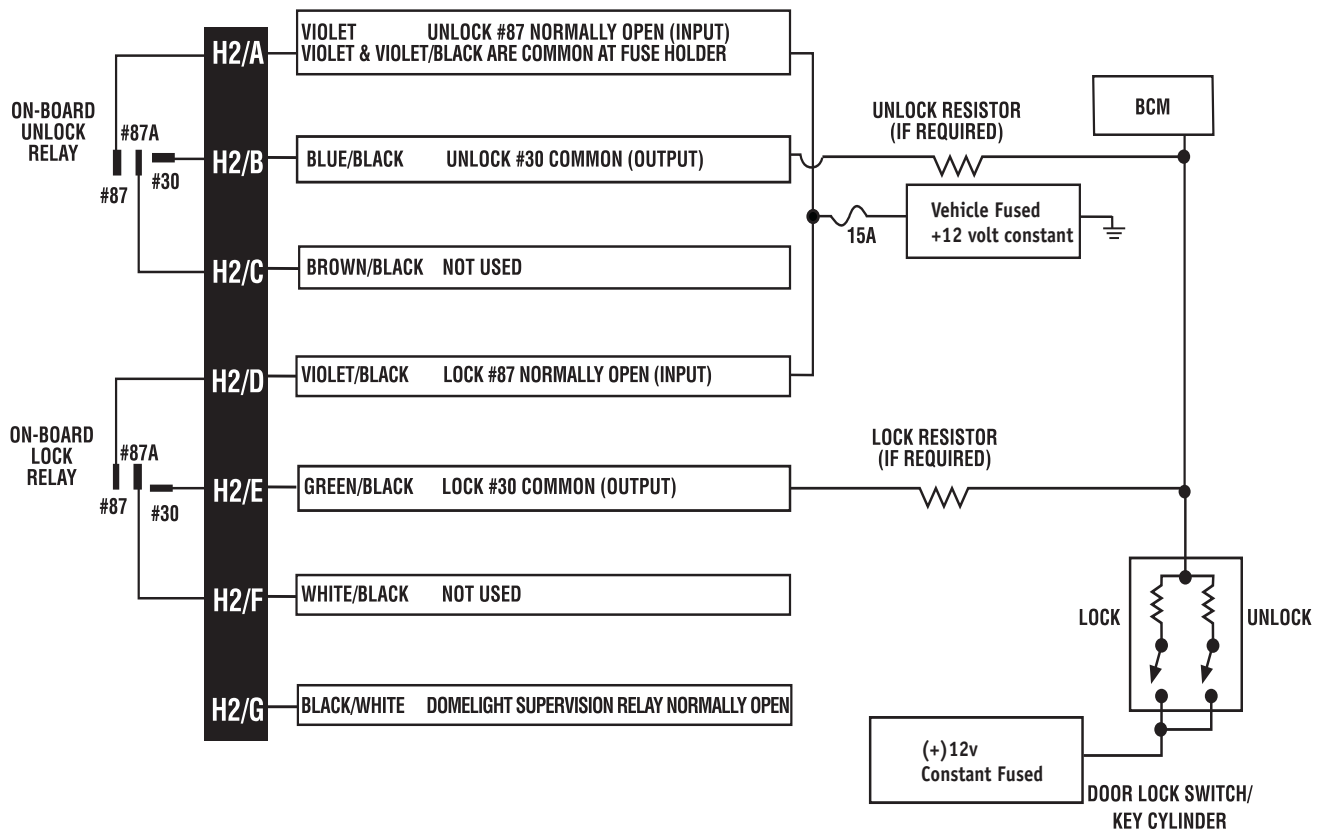 ON-BOARD
UNLOCK
RELAY
#87A
#87
#30
H2/A
VIOLET UNLOCK #87 NORMALLY OPEN (INPUT)
VIOLET & VIOLET/BLACK ARE COMMON AT FUSE HOLDER
H2/B
BLUE/BLACK UNLOCK #30 COMMON (OUTPUT)
UNLOCK RESISTOR
(IF REQUIRED)
BCM
15A
Vehicle Fused
+12 volt constant
H2/C
BROWN/BLACK NOT USED
H2/D
VIOLET/BLACK LOCK #87 NORMALLY OPEN (INPUT)
ON-BOARD
LOCK
RELAY
#87A
#87
#30
H2/E
GREEN/BLACK LOCK #30 COMMON (OUTPUT)
LOCK RESISTOR
(IF REQUIRED)
H2/F
WHITE/BLACK NOT USED
LOCK
UNLOCK
H2/G
BLACK/WHITE DOMELIGHT SUPERVISION RELAY NORMALLY OPEN
(+)12v
Constant Fused
DOOR LOCK SWITCH/
KEY CYLINDER